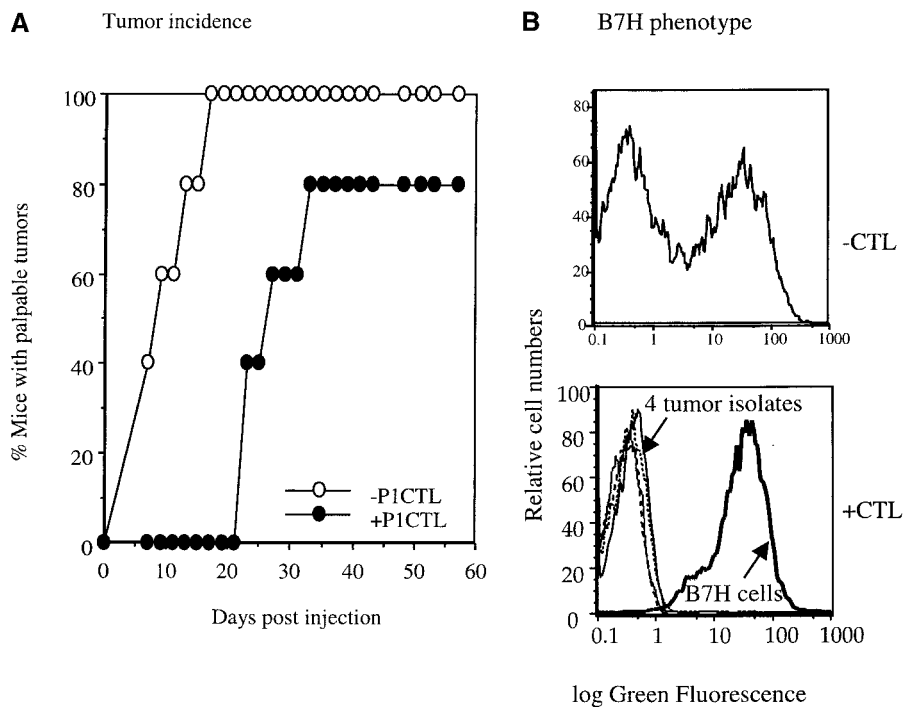 A Tumor incidence
% Mice with palpable tumors
100
80
60
40
20
0
0 10 20 30 40 50 60
-P1CTL
+P1CTL
Days post injection
B B7H phenotype
80
60
40
20
0
0.1 1 10 100 1000
-CTL
Relative cell numbers
100
80
60
40
20
0
4 tumor isolates
B7H cells
+CTL
0.1 1 10 100 1000
log Green Fluorescence